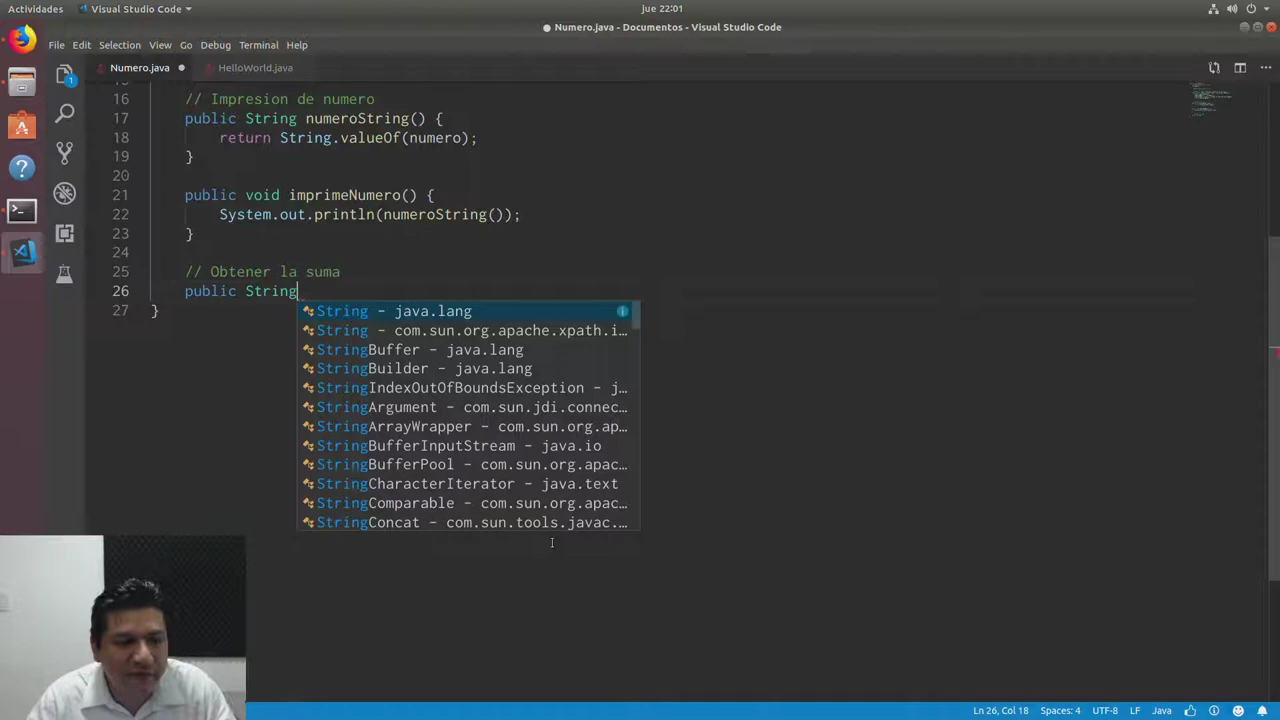 Actividades
Visual Studio Code
jue 22:01
Numero.java - Documentos - Visual Studio Code
File Edit Selection View Go Debug Terminal Help
Numero.java
HelloWorld.java
1
16 // Impresion de numero
17 public String numeroString() {
18 return String.valueOf(numero);
19 }
20
21 public void imprimeNumero() {
22 System.out.println(numeroString());
23 }
24
25 // Obtener la suma
26 public String
27 }
String - java.lang
String - com.sun.org.apache.xpath.i…
StringBuffer - java.lang
StringBuilder - java.lang
StringIndexOutOfBoundsException - j…
StringArgument - com.sun.jdi.connec…
StringArrayWrapper - com.sun.org.ap…
StringBufferInputStream - java.io
StringBufferPool - com.sun.org.apac…
StringCharacterIterator - java.text
StringComparable - com.sun.org.apac…
StringConcat - com.sun.tools.javac.…
Ln 26, Col 18 Spaces: 4 UTF-8 LF Java